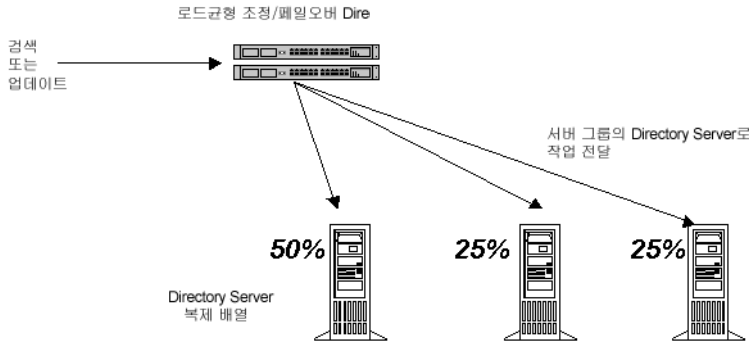 로드균형 조정/페일오버 Dire
검색
또는
업데이트
서버 그룹의 Directory Server로
작업 전달
50%
25%
25%
Directory Server
복제 배열